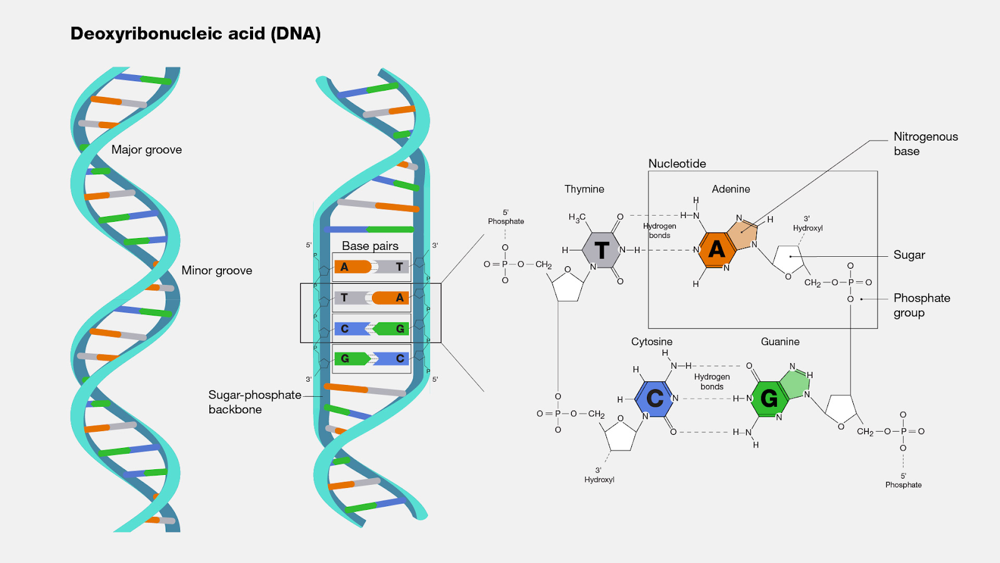 Deoxyribonucleic acid (DNA)
Major groove
Minor groove
5'
3'
Base pairs
A T
T A
C G
G C
3'
5'
P
P
P
P
P
P
P
P
Sugar-phosphate
backbone
Nitrogenous
base
Nucleotide
Thymine
Adenine
5'
Phosphate
H₃C
O
Hydrogen
bonds
H
H–N
N
H
N
3'
Hydroxyl
T
A
H
N–H
N
N
N
O
N
H
O
O=P–O–CH₂
O
O
Sugar
O
CH₂–O–P=O
O
O
Phosphate
group
Cytosine
Guanine
H
N–H
H
O
N
H
Hydrogen
bonds
H
C
N
H–N
G
N
N
N
O
H–N
H
O
O=P–O–CH₂
O
O
3'
Hydroxyl
O
O
CH₂–O–P=O
O
5'
Phosphate